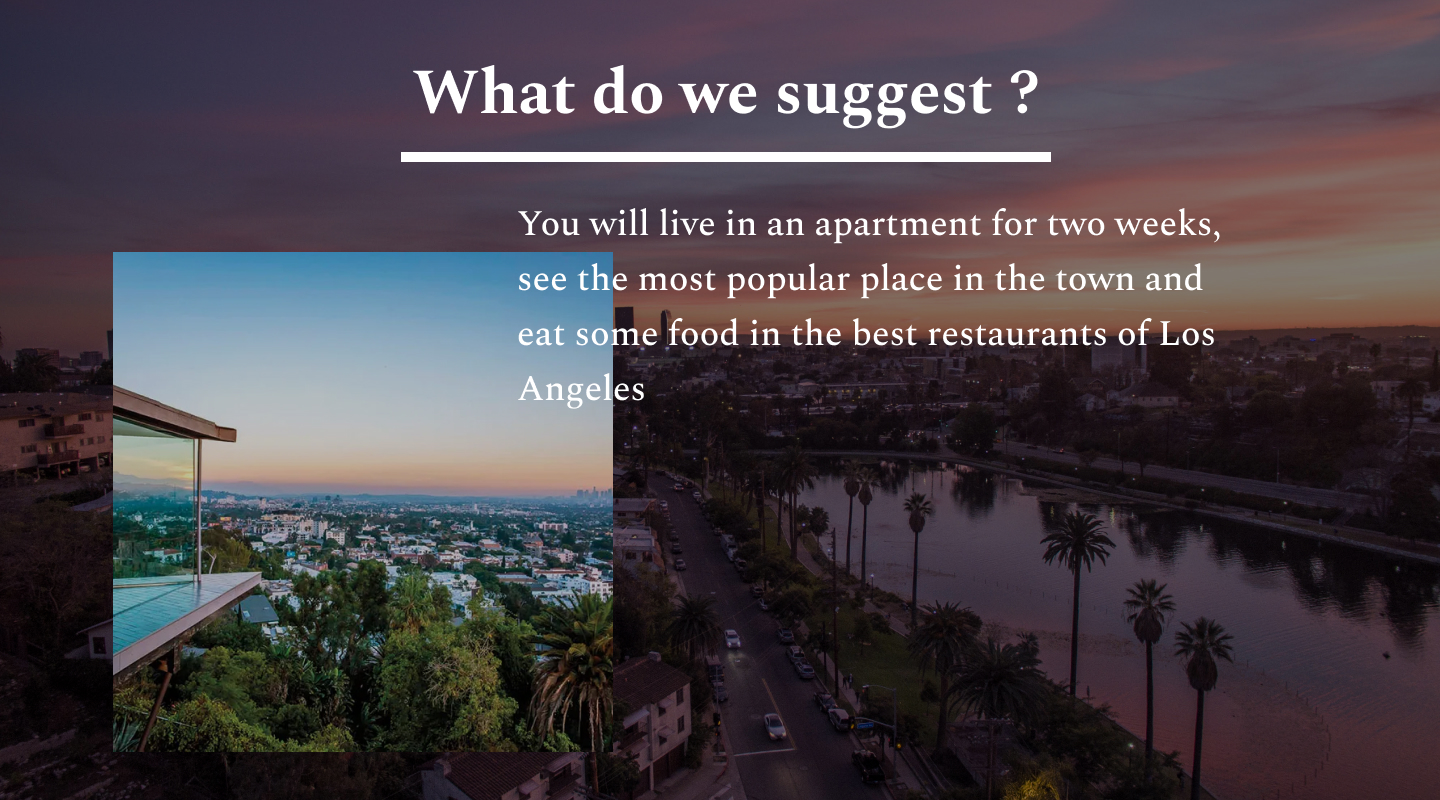 What do we suggest ?
You will live in an apartment for two weeks,
see the most popular place in the town and
eat some food in the best restaurants of Los
Angeles